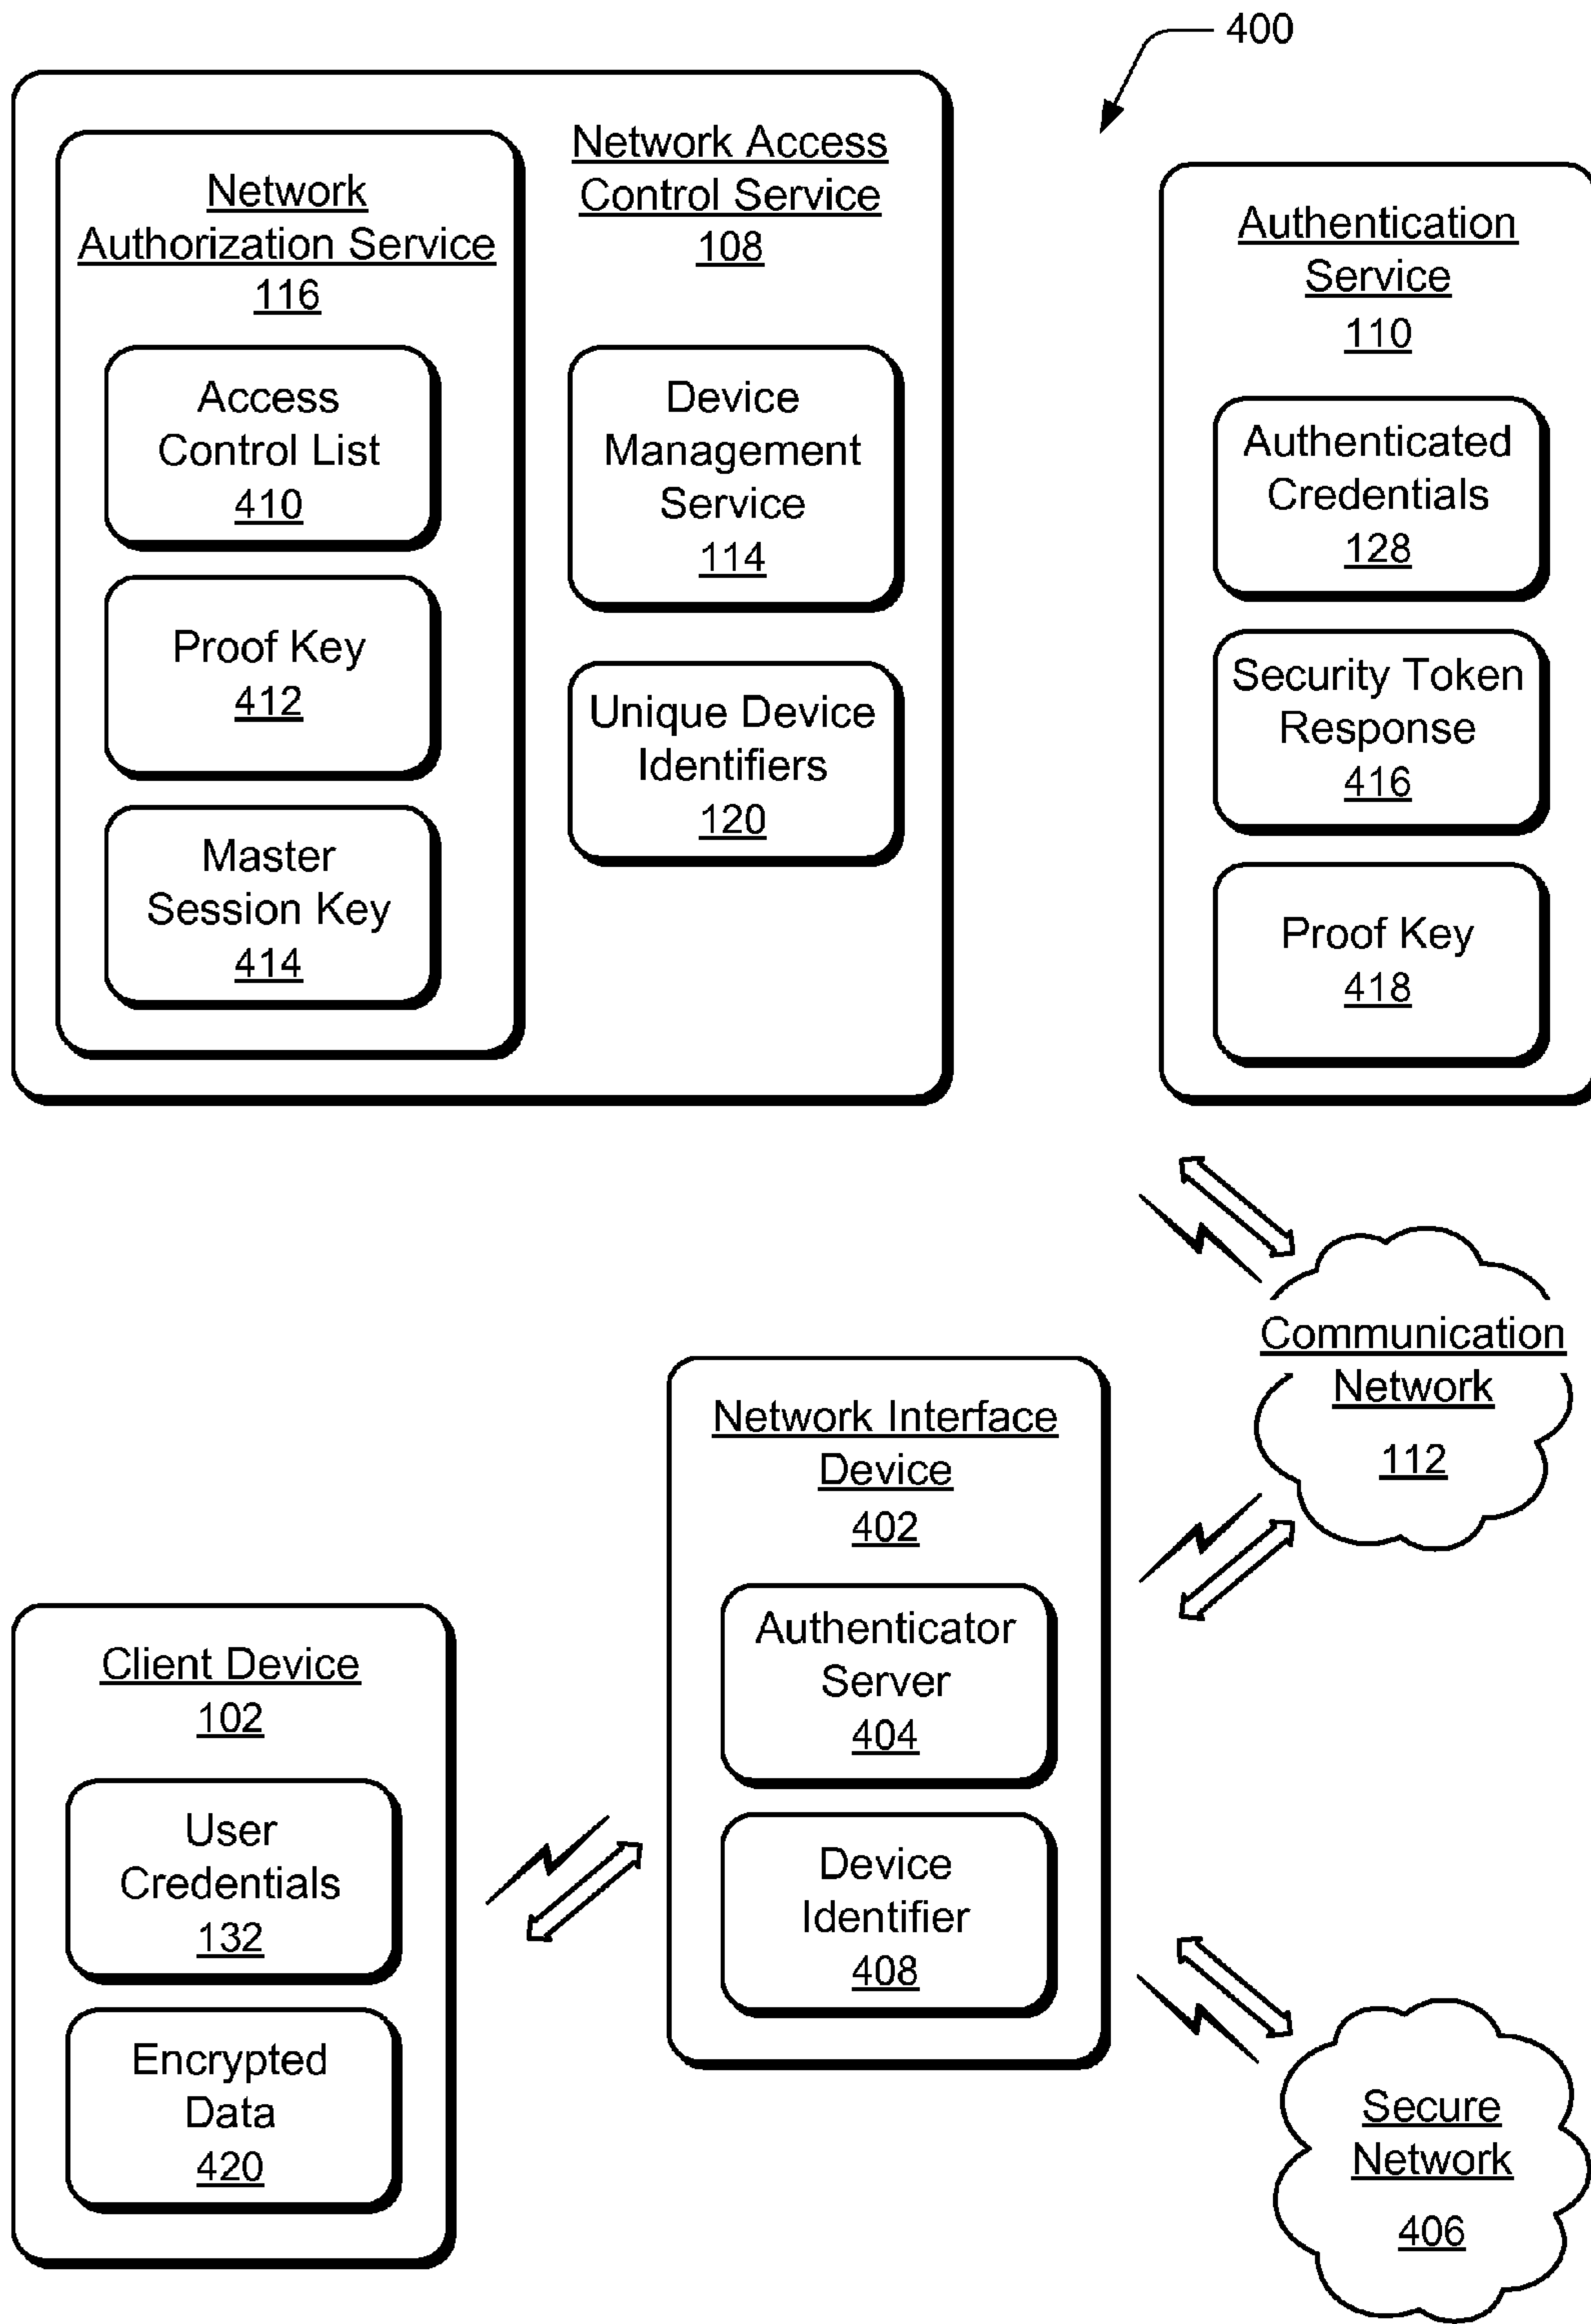 400
Network
Authorization Service
116
Access
Control List
410
Proof Key
412
Master
Session Key
414
Network Access
Control Service
108
Device
Management
Service
114
Unique Device
Identifiers
120
Authentication
Service
110
Authenticated
Credentials
128
Security Token
Response
416
Proof Key
418
Communication
Network
112
Network Interface
Device
402
Authenticator
Server
404
Device
Identifier
408
Client Device
102
User
Credentials
132
Encrypted
Data
420
Secure
Network
406